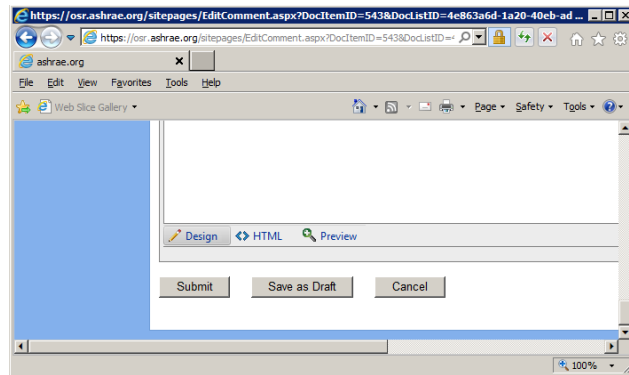 https://osr.ashrae.org/sitepages/EditComment.aspx?DocItemID=543&DocListID=4e863a6d-1a20-40eb-ad ...
https://osr.ashrae.org/sitepages/EditComment.aspx?DocItemID=543&DocListID=
ashrae.org
File Edit View Favorites Tools Help
Web Slice Gallery Page Safety Tools
Design HTML Preview
Submit Save as Draft Cancel
100%